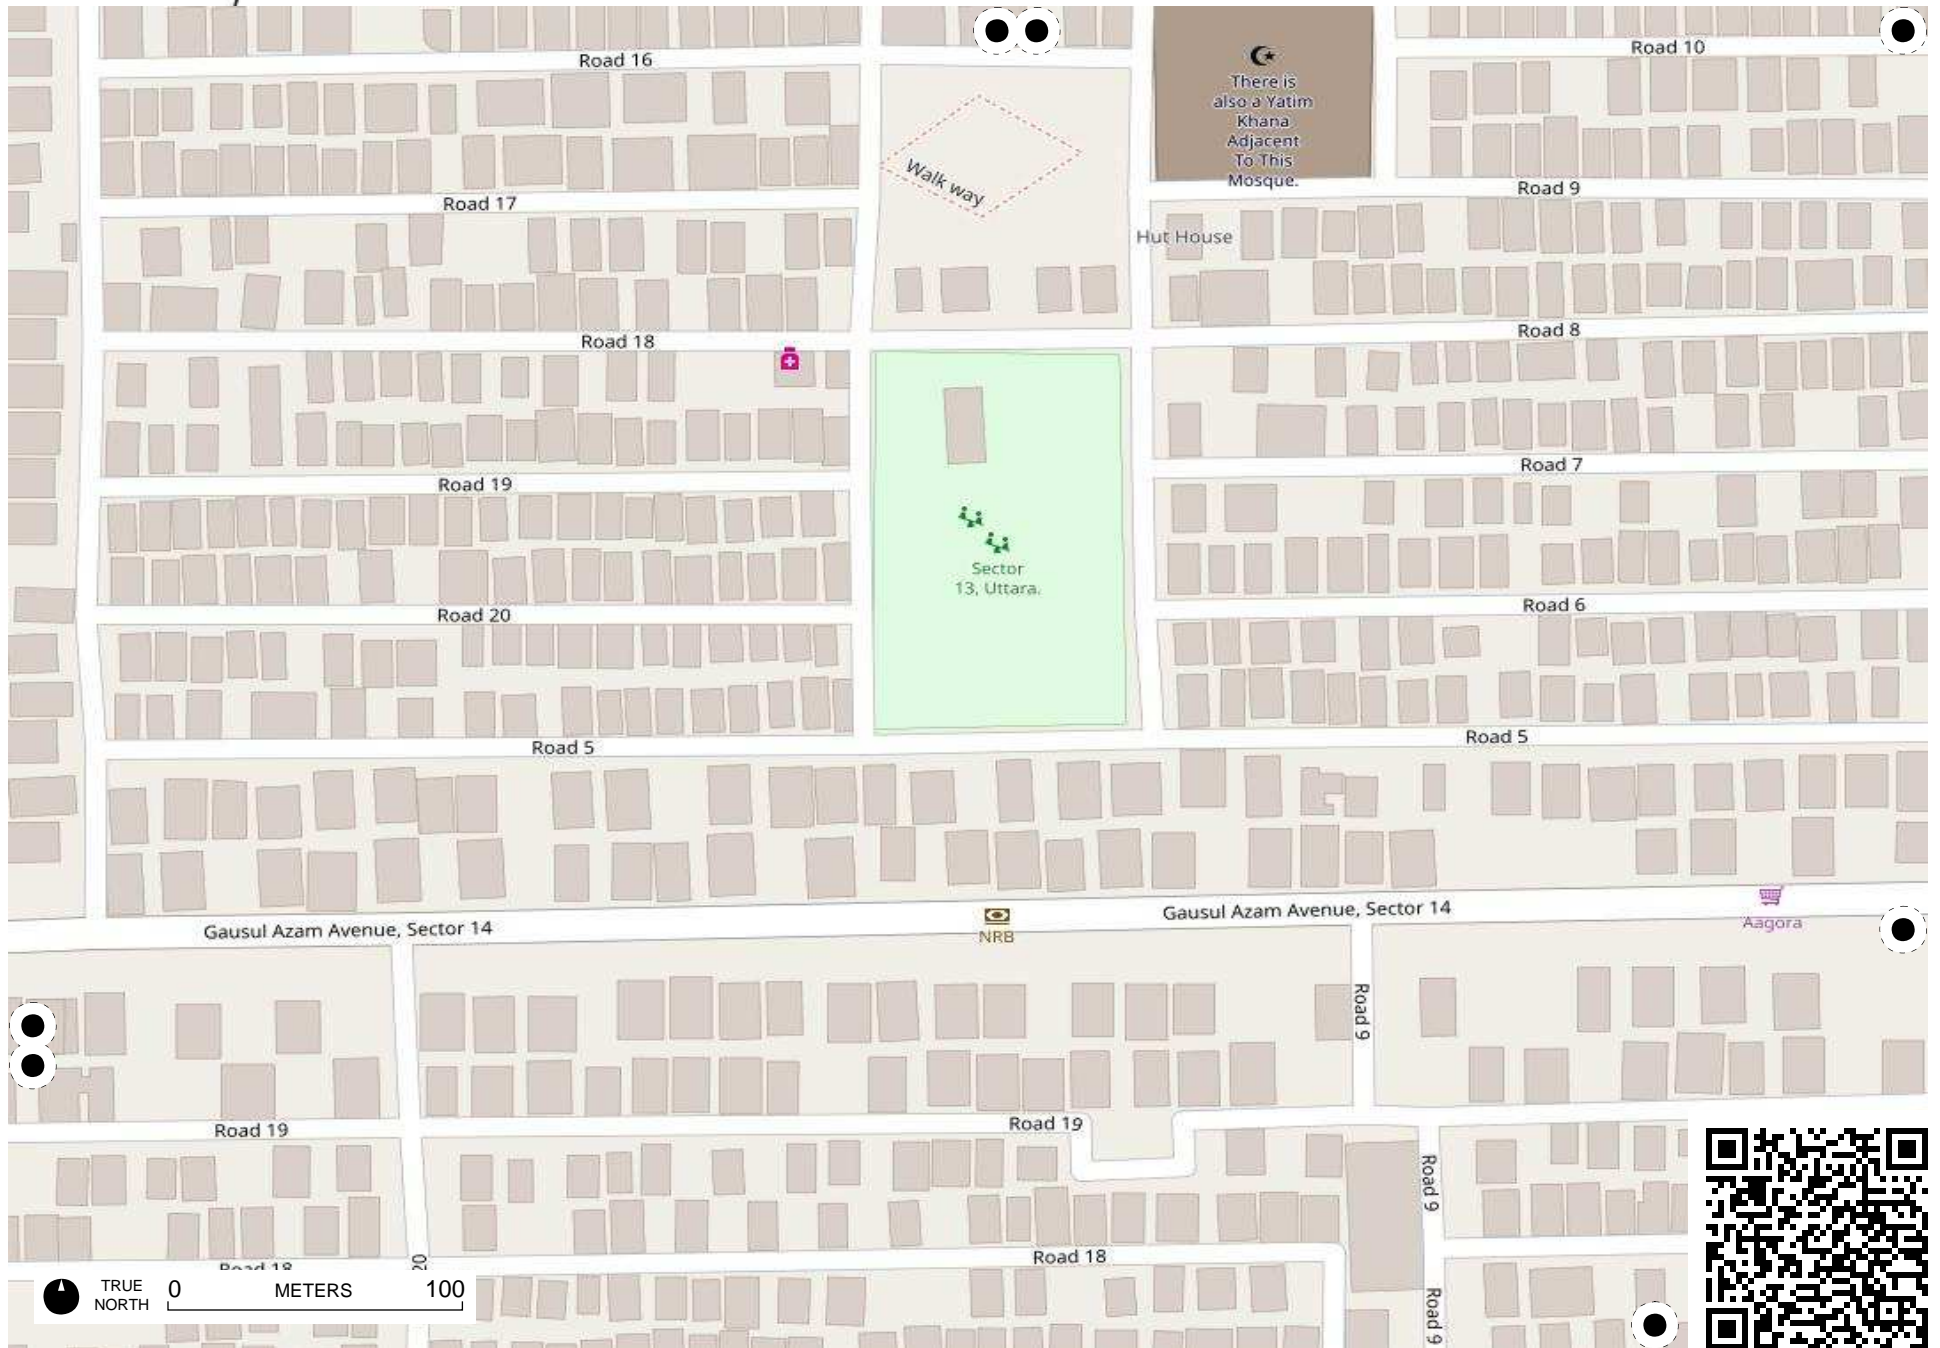 Road 16
Road 10
There is
also a Yatim
Khana
Adjacent
To This
Mosque.
Walk way
Road 17
Road 9
Hut House
Road 18
Road 8
Road 19
Road 7
Sector
13, Uttara.
Road 20
Road 6
Road 5
Road 5
Gausul Azam Avenue, Sector 14
Gausul Azam Avenue, Sector 14
NRB
Aagora
Road 9
Road 19
Road 19
Road 9
Road 18
Road 18
20
Road 9
TRUE
NORTH
0 METERS 100